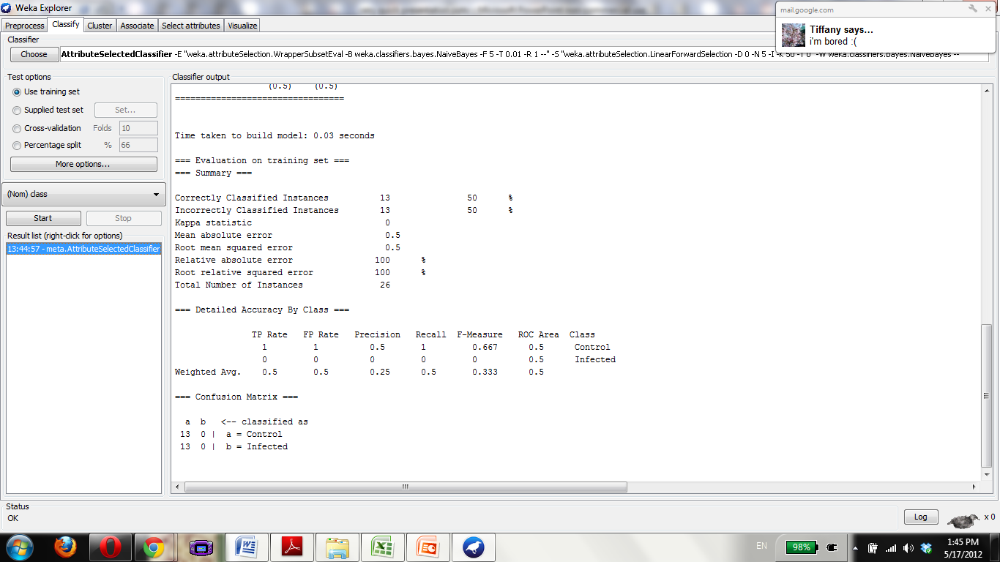 Weka Explorer
mail.google.com
Tiffany says...
i'm bored :(
Preprocess Classify Cluster Associate Select attributes Visualize
Classifier
Choose AttributeSelectedClassifier -E "weka.attributeSelection.WrapperSubsetEval -B weka.classifiers.bayes.NaiveBayes -F 5 -T 0.01 -R 1 --" -S "weka.attributeSelection.LinearForwardSelection -D 0 -N 5 -I -K 50 -T 0" -W weka.classifiers.bayes.NaiveBayes --
Test options
Use training set
Supplied test set Set...
Cross-validation Folds 10
Percentage split % 66
More options...
(Nom) class
Start Stop
Result list (right-click for options)
13:44:57 - meta.AttributeSelectedClassifier
Classifier output
(0.5) (0.5)
=================================
Time taken to build model: 0.03 seconds
=== Evaluation on training set ===
=== Summary ===
Correctly Classified Instances 13 50 %
Incorrectly Classified Instances 13 50 %
Kappa statistic 0
Mean absolute error 0.5
Root mean squared error 0.5
Relative absolute error 100 %
Root relative squared error 100 %
Total Number of Instances 26
=== Detailed Accuracy By Class ===
TP Rate FP Rate Precision Recall F-Measure ROC Area Class
1 1 0.5 1 0.667 0.5 Control
0 0 0 0 0 0.5 Infected
Weighted Avg. 0.5 0.5 0.25 0.5 0.333 0.5
=== Confusion Matrix ===
a b <-- classified as
13 0 | a = Control
13 0 | b = Infected
Status
OK
Log x 0
EN 98% 1:45 PM
5/17/2012